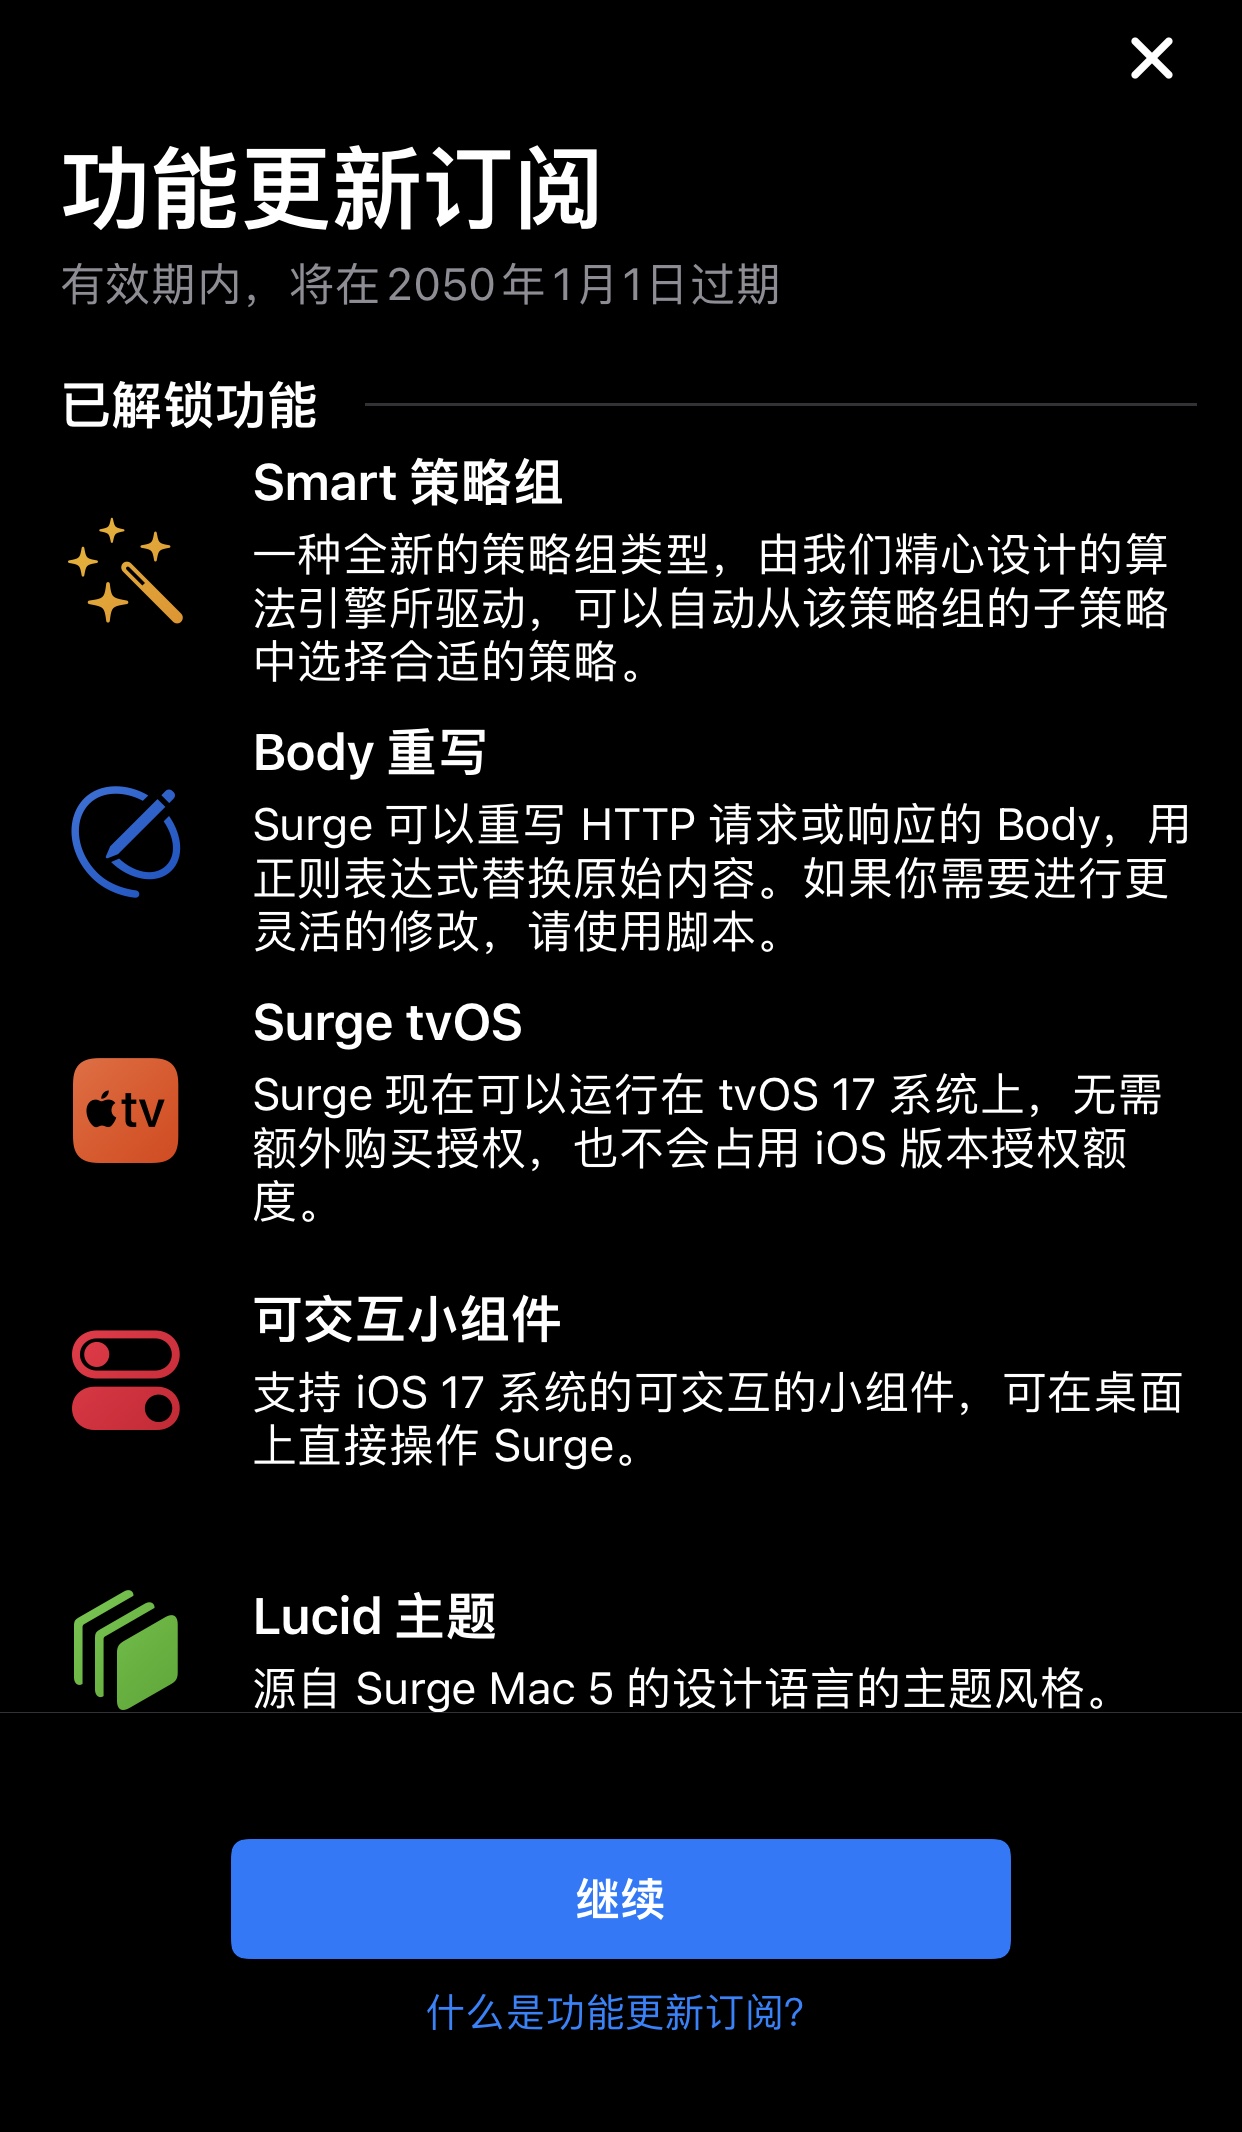 功能更新订阅
有效期内，将在2050年1月1日过期
已解锁功能
Smart 策略组
一种全新的策略组类型，由我们精心设计的算
法引擎所驱动，可以自动从该策略组的子策略
中选择合适的策略。
Body 重写
Surge 可以重写 HTTP 请求或响应的 Body，用
正则表达式替换原始内容。如果你需要进行更
灵活的修改，请使用脚本。
Surge tvOS
tv
Surge 现在可以运行在 tvOS 17 系统上，无需
额外购买授权，也不会占用 iOS 版本授权额
度。
可交互小组件
支持 iOS 17 系统的可交互的小组件，可在桌面
上直接操作 Surge。
Lucid 主题
源自 Surge Mac 5 的设计语言的主题风格。
继续
什么是功能更新订阅?